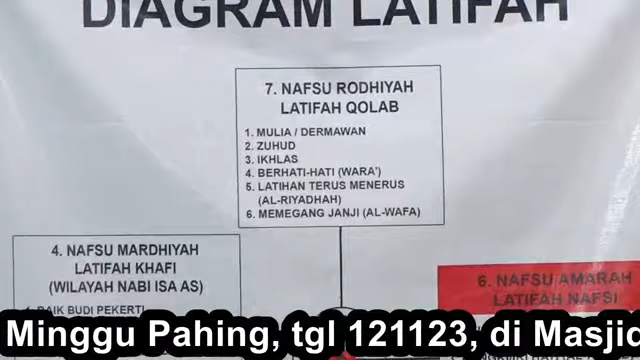 DIAGRAM LATIFAH
7. NAFSU RODHIYAH
LATIFAH QOLAB
1. MULIA / DERMAWAN
2. ZUHUD
3. IKHLAS
4. BERHATI-HATI (WARA')
5. LATIHAN TERUS MENERUS
(AL-RIYADHAH)
6. MEMEGANG JANJI (AL-WAFA)
4. NAFSU MARDHIYAH
LATIFAH KHAFI
(WILAYAH NABI ISA AS)
1. BAIK BUDI PEKERTI
6. NAFSU AMARAH
LATIFAH NAFSI
Minggu Pahing, tgl 121123, di Masjid